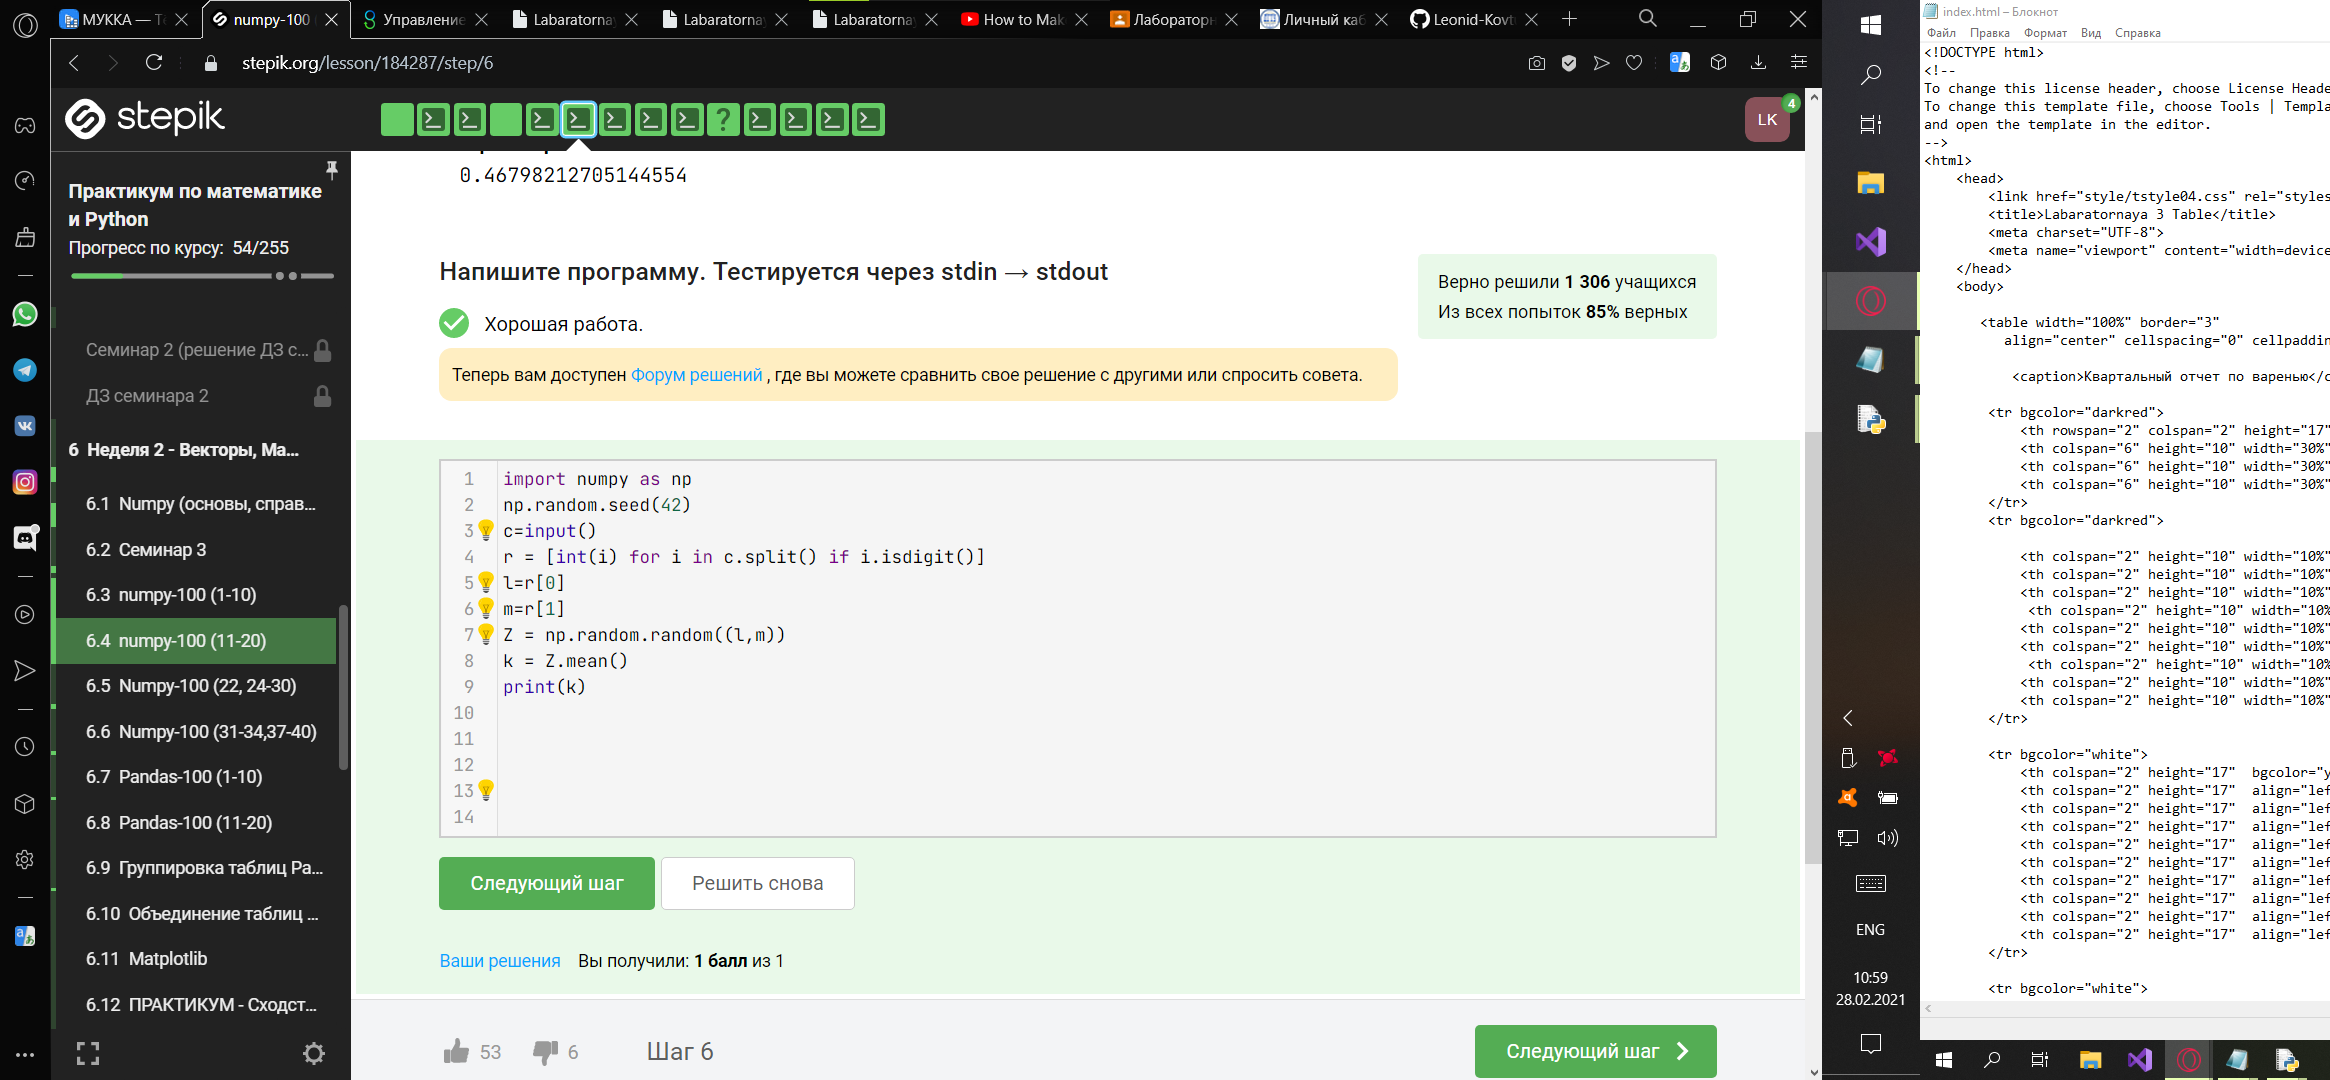 МУККА — Т
numpy-100
Управление
Labaratorna
Labaratorna
Labaratorna
How to Mak
Лабораторн
Личный каб
Leonid-Kovt
stepik.org/lesson/184287/step/6
stepik
LK
4
Практикум по математике
и Python
Прогресс по курсу: 54/255
Семинар 2 (решение ДЗ с...
ДЗ семинара 2
6 Неделя 2 - Векторы, Ма...
6.1 Numpy (основы, справ...
6.2 Семинар 3
6.3 numpy-100 (1-10)
6.4 numpy-100 (11-20)
6.5 Numpy-100 (22, 24-30)
6.6 Numpy-100 (31-34,37-40)
6.7 Pandas-100 (1-10)
6.8 Pandas-100 (11-20)
6.9 Группировка таблиц Pa...
6.10 Объединение таблиц ...
6.11 Matplotlib
6.12 ПРАКТИКУМ - Сходст...
0.46798212705144554
Напишите программу. Тестируется через stdin → stdout
Хорошая работа.
Верно решили 1 306 учащихся
Из всех попыток 85% верных
Теперь вам доступен Форум решений , где вы можете сравнить свое решение с другими или спросить совета.
1 import numpy as np
2 np.random.seed(42)
3 c=input()
4 r = [int(i) for i in c.split() if i.isdigit()]
5 l=r[0]
6 m=r[1]
7 Z = np.random.random((l,m))
8 k = Z.mean()
9 print(k)
10
11
12
13
14
Следующий шаг
Решить снова
Ваши решения Вы получили: 1 балл из 1
53
6
Шаг 6
Следующий шаг
ENG
10:59
28.02.2021
index.html – Блокнот
Файл Правка Формат Вид Справка
<!DOCTYPE html>
<!--
To change this license header, choose License Heade
To change this template file, choose Tools | Templa
and open the template in the editor.
-->
<html>
<head>
<link href="style/tstyle04.css" rel="styles
<title>Labaratornaya 3 Table</title>
<meta charset="UTF-8">
<meta name="viewport" content="width=device
</head>
<body>
<table width="100%" border="3"
align="center" cellspacing="0" cellpaddin
<caption>Квартальный отчет по варенью</c
<tr bgcolor="darkred">
<th rowspan="2" colspan="2" height="17"
<th colspan="6" height="10" width="30%"
<th colspan="6" height="10" width="30%"
<th colspan="6" height="10" width="30%"
</tr>
<tr bgcolor="darkred">
<th colspan="2" height="10" width="10%"
<th colspan="2" height="10" width="10%"
<th colspan="2" height="10" width="10%"
<th colspan="2" height="10" width="10%
<th colspan="2" height="10" width="10%"
<th colspan="2" height="10" width="10%"
<th colspan="2" height="10" width="10%
<th colspan="2" height="10" width="10%"
<th colspan="2" height="10" width="10%"
</tr>
<tr bgcolor="white">
<th colspan="2" height="17" bgcolor="y
<th colspan="2" height="17" align="lef
<th colspan="2" height="17" align="lef
<th colspan="2" height="17" align="lef
<th colspan="2" height="17" align="lef
<th colspan="2" height="17" align="lef
<th colspan="2" height="17" align="lef
<th colspan="2" height="17" align="lef
<th colspan="2" height="17" align="lef
<th colspan="2" height="17" align="lef
</tr>
<tr bgcolor="white">